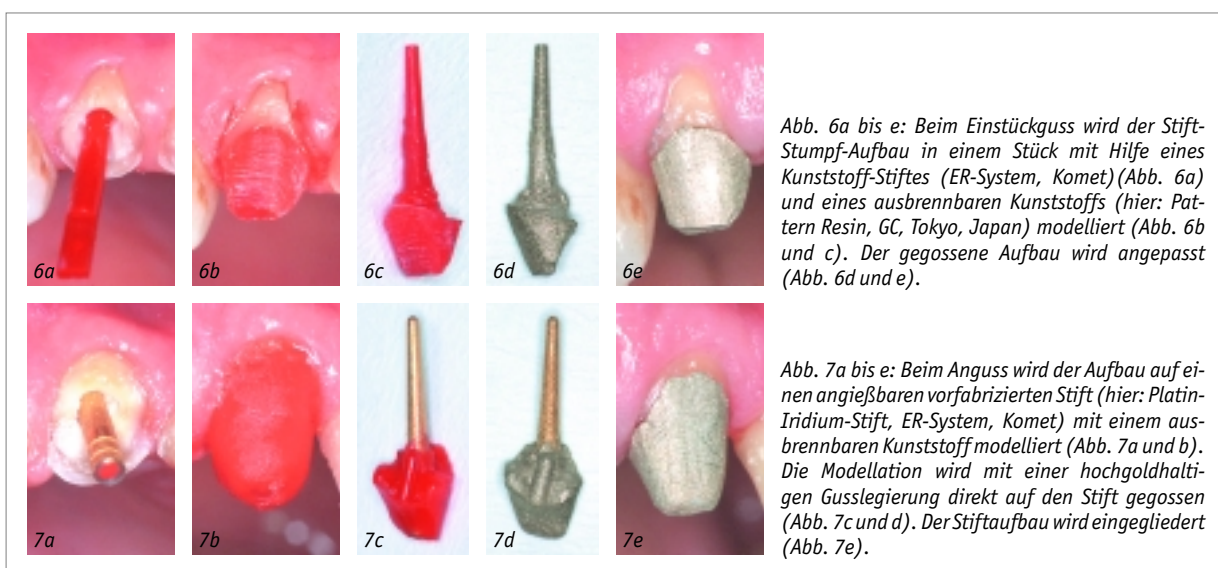 6a
6b
6c
6d
6e
Abb. 6a bis e: Beim Einstückguss wird der Stift-
Stumpf-Aufbau in einem Stück mit Hilfe eines
Kunststoff-Stiftes (ER-System, Komet)(Abb. 6a)
und eines ausbrennbaren Kunststoffs (hier: Pat-
tern Resin, GC, Tokyo, Japan) modelliert (Abb. 6b
und c). Der gegossene Aufbau wird angepasst
(Abb. 6d und e).
7a
7b
7c
7d
7e
Abb. 7a bis e: Beim Anguss wird der Aufbau auf ei-
nen angießbaren vorfabrizierten Stift (hier: Platin-
Iridium-Stift, ER-System, Komet) mit einem aus-
brennbaren Kunststoff modelliert (Abb. 7a und b).
Die Modellation wird mit einer hochgoldhalti-
gen Gusslegierung direkt auf den Stift gegossen
(Abb. 7c und d). Der Stiftaufbau wird eingegliedert
(Abb. 7e).